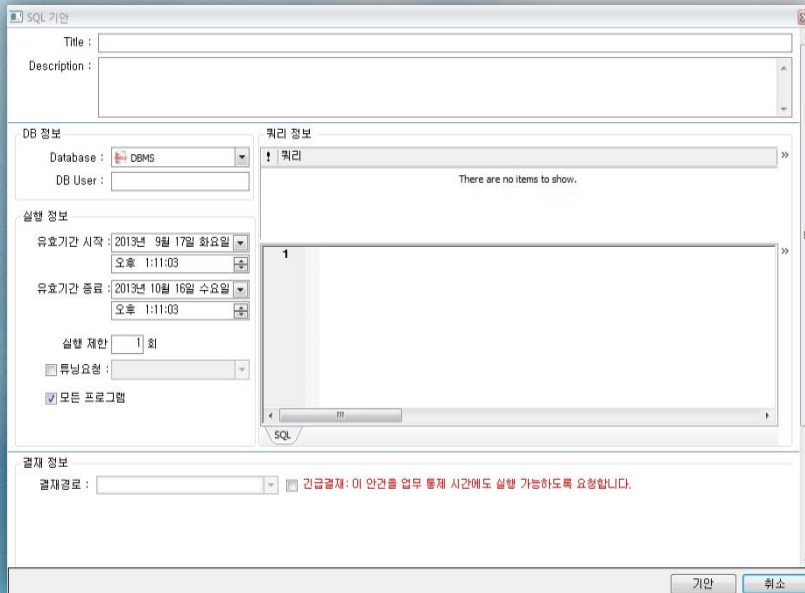 SQL 기안
Title :
Description :
DB 정보
Database : DBMS
DB User :
쿼리 정보
! 쿼리
There are no items to show.
실행 정보
유효기간 시작 : 2013년 9월 17일 화요일
오후 1:11:03
유효기간 종료 : 2013년 10월 16일 수요일
오후 1:11:03
실행 제한 1 회
튜닝요청 :
모든 프로그램
1
SQL
결재 정보
결재경로 :
긴급결재: 이 안건을 업무 통제 시간에도 실행 가능하도록 요청합니다.
기안
취소